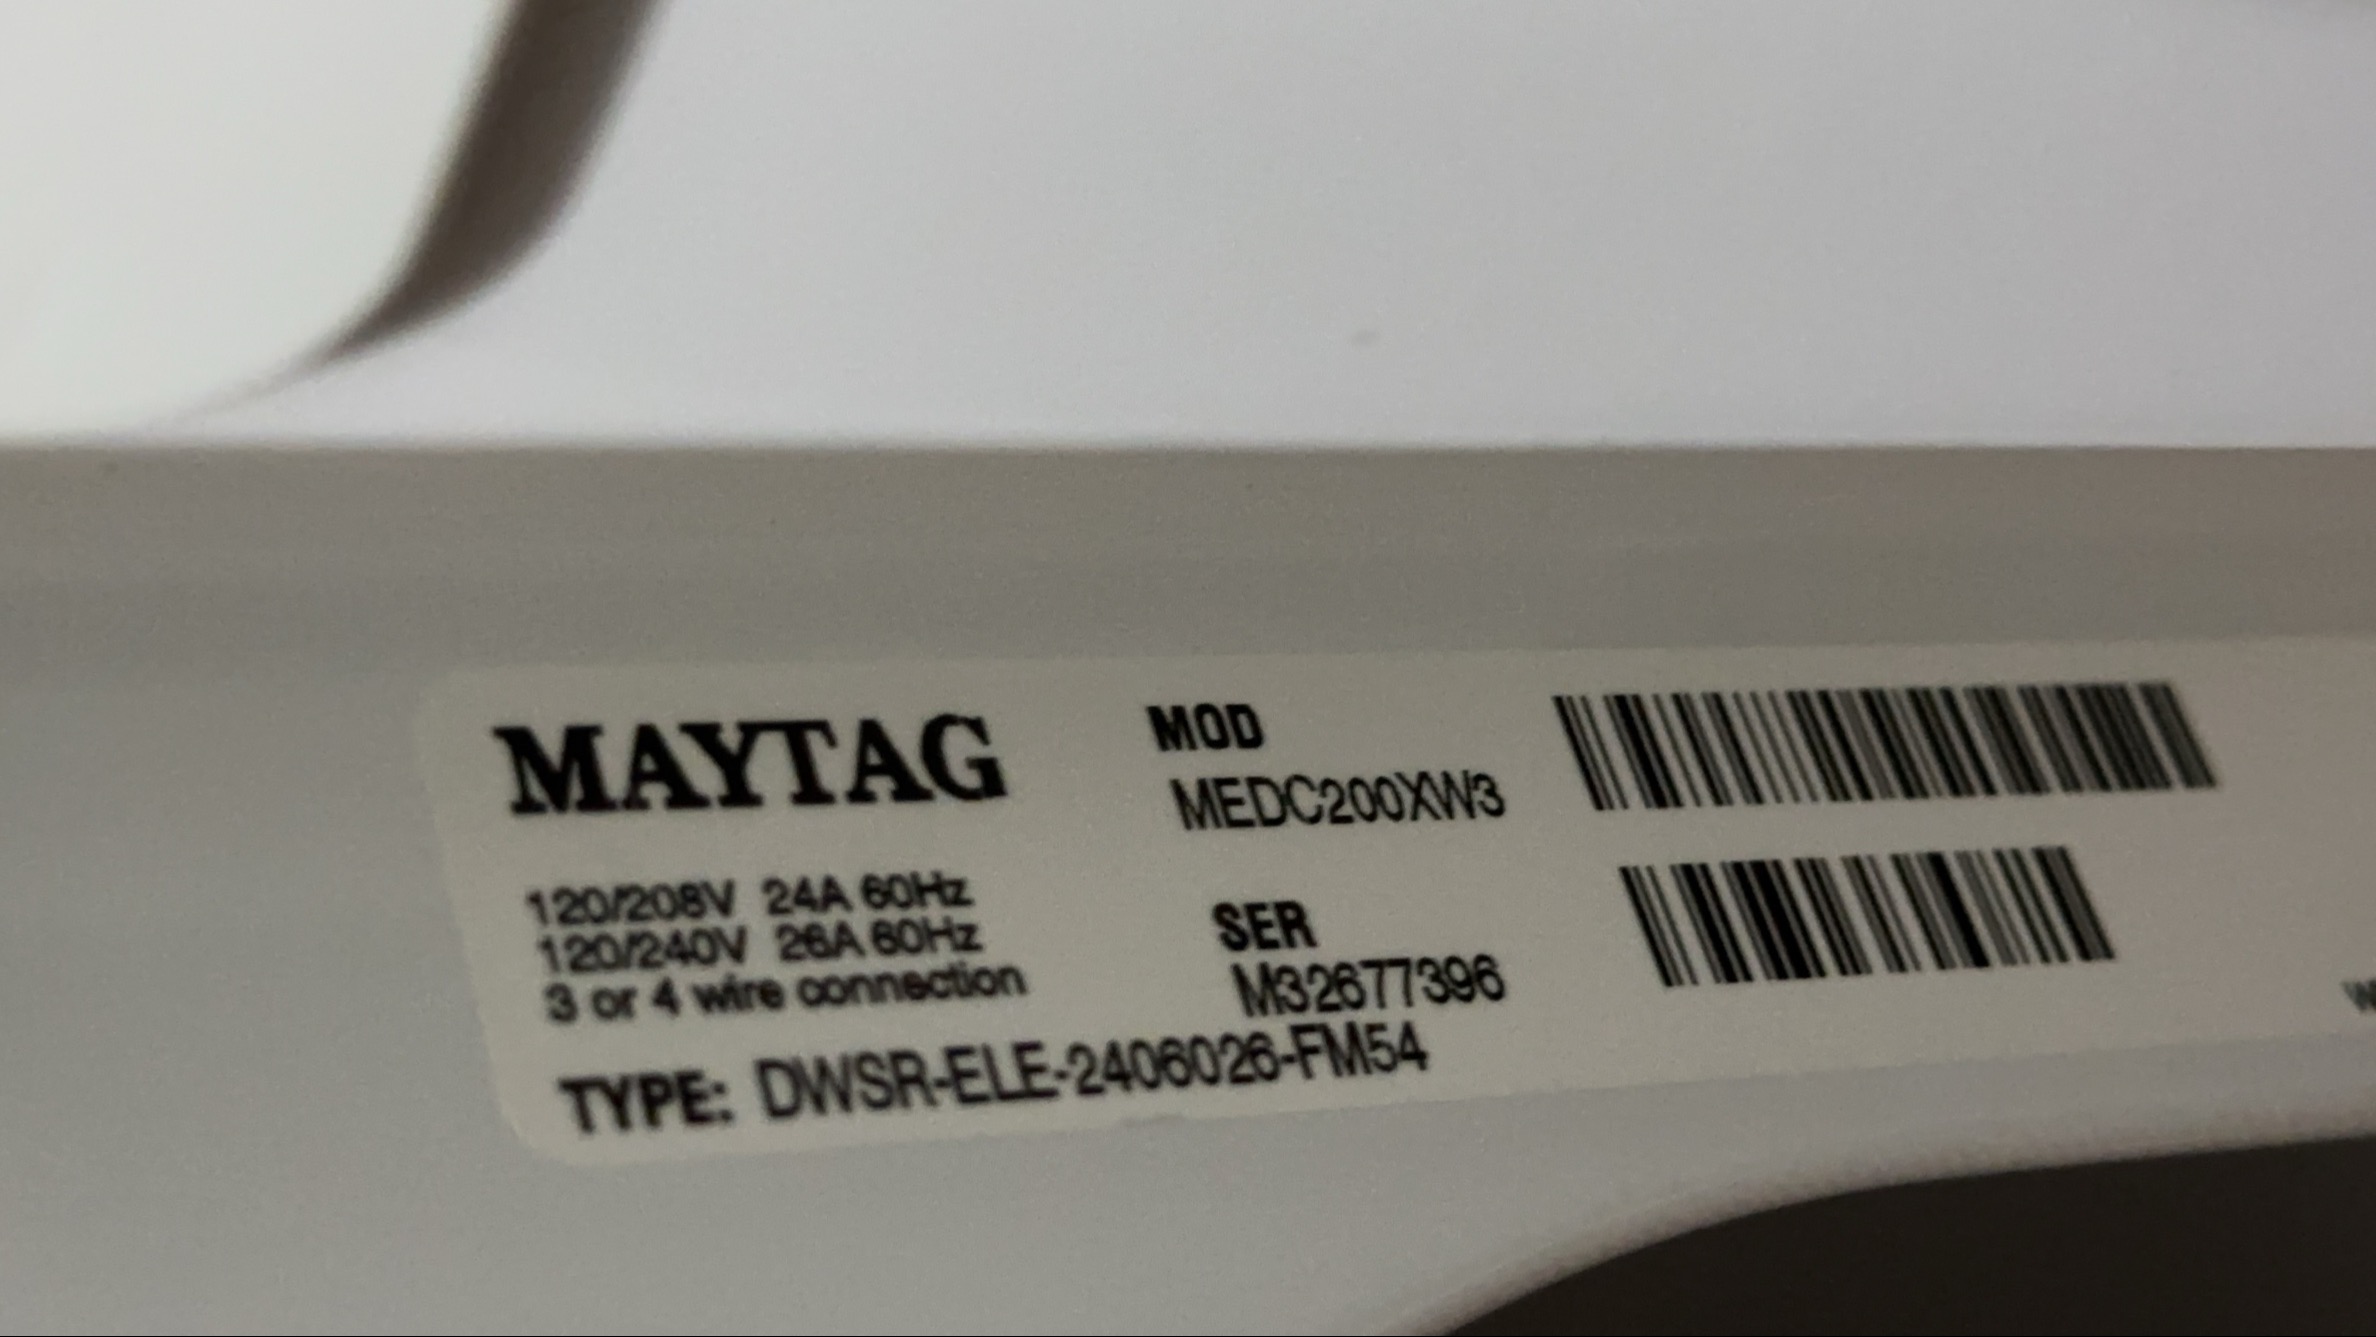 MAYTAG
MOD
MEDC200XW3
120/208V 24A 60Hz
120/240V 26A 60Hz
3 or 4 wire connection
SER
M32677396
TYPE: DWSR-ELE-2406026-FM54